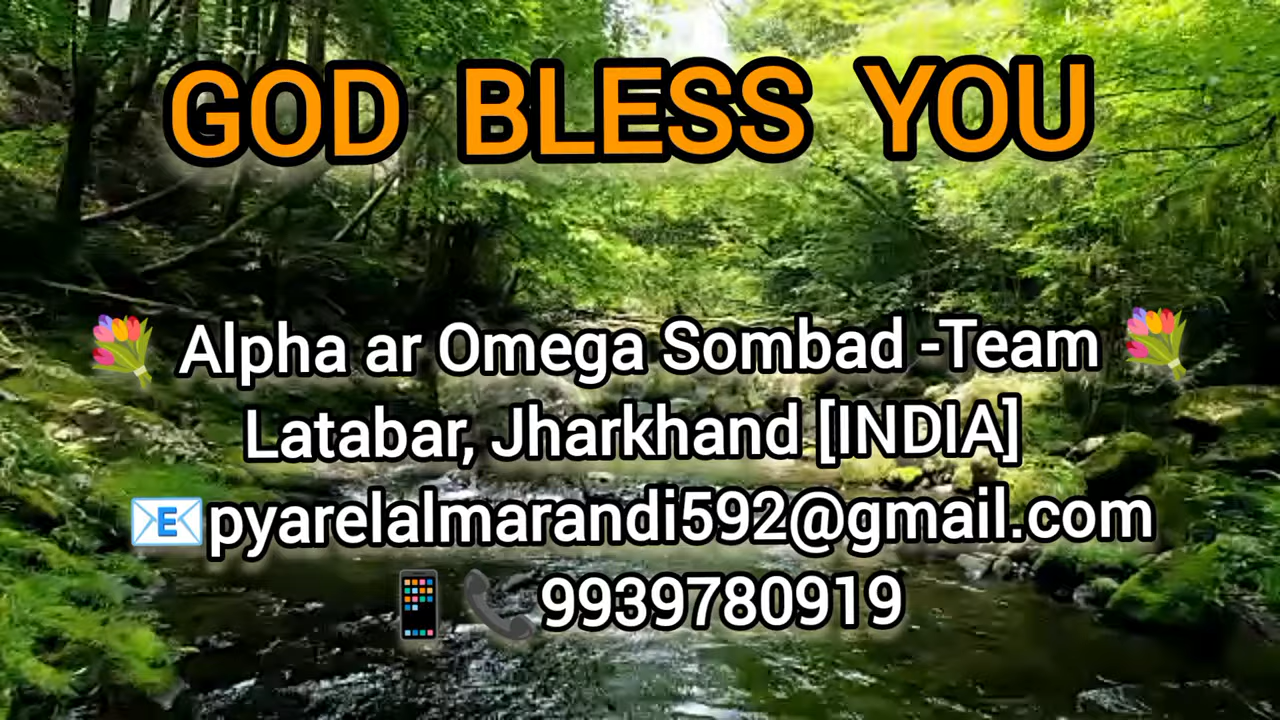 GOD BLESS YOU
💐 Alpha ar Omega Sombad -Team 💐
Latabar, Jharkhand [INDIA]
📧pyarelalmarandi592@gmail.com
📱📞9939780919